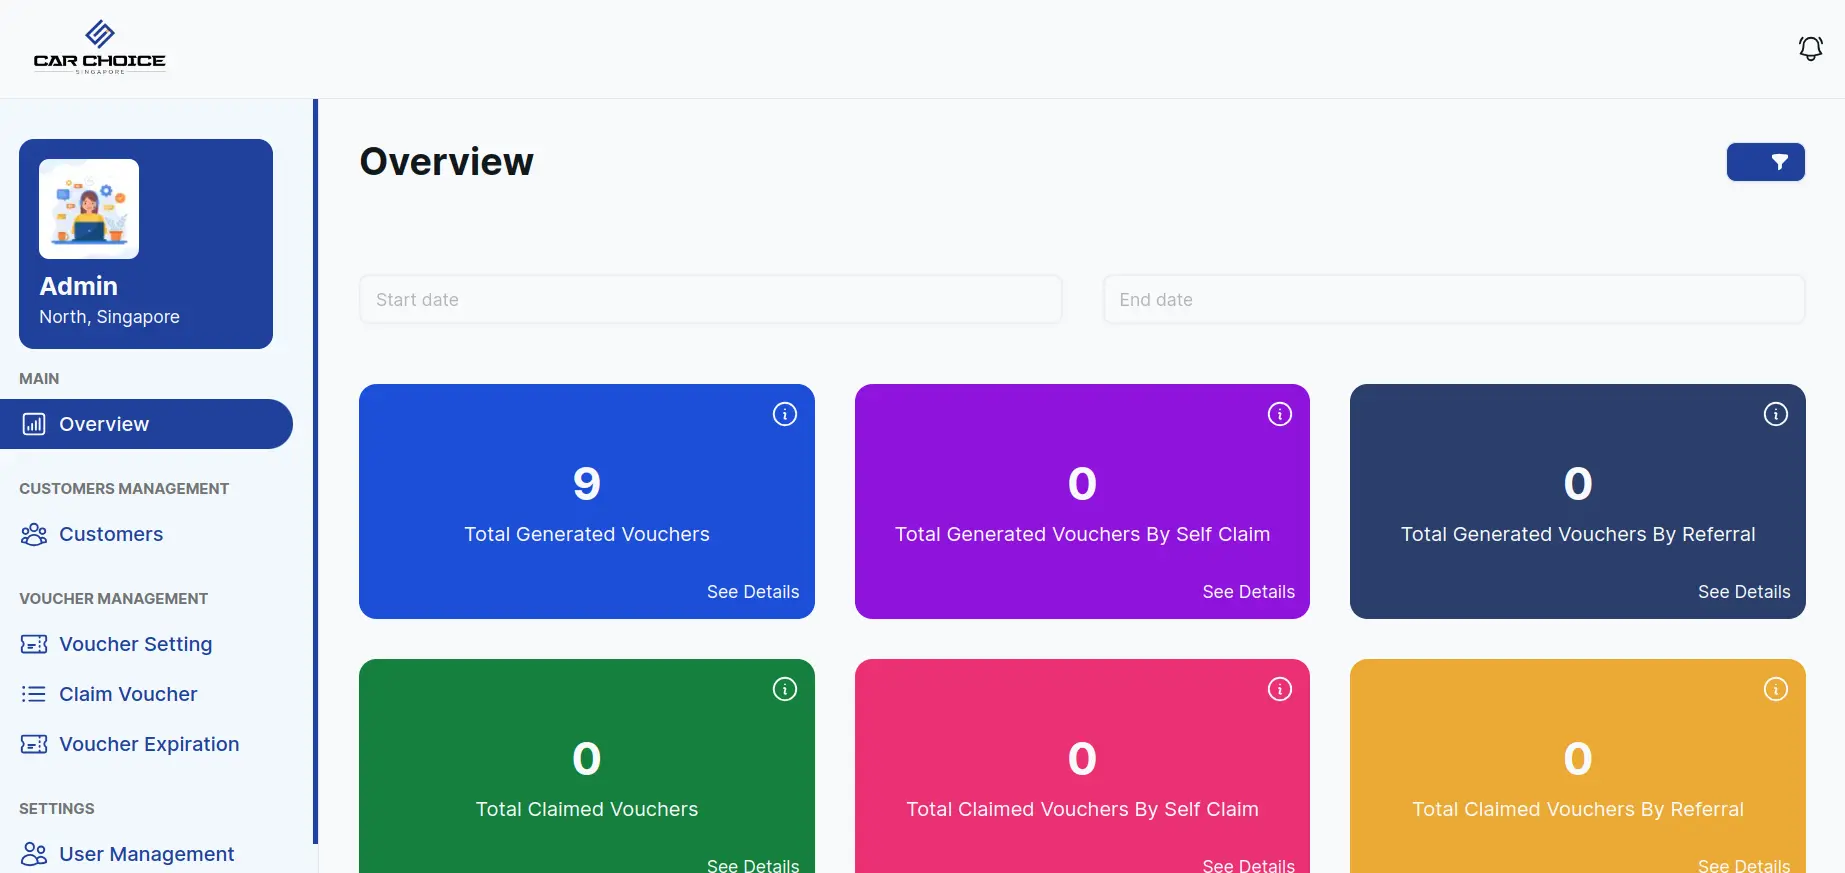 CAR CHOICE
SINGAPORE
Admin
North, Singapore
MAIN
Overview
CUSTOMERS MANAGEMENT
Customers
VOUCHER MANAGEMENT
Voucher Setting
Claim Voucher
Voucher Expiration
SETTINGS
User Management
Overview
Start date
End date
9
Total Generated Vouchers
See Details
0
Total Generated Vouchers By Self Claim
See Details
0
Total Generated Vouchers By Referral
See Details
0
Total Claimed Vouchers
See Details
0
Total Claimed Vouchers By Self Claim
See Details
0
Total Claimed Vouchers By Referral
See Details